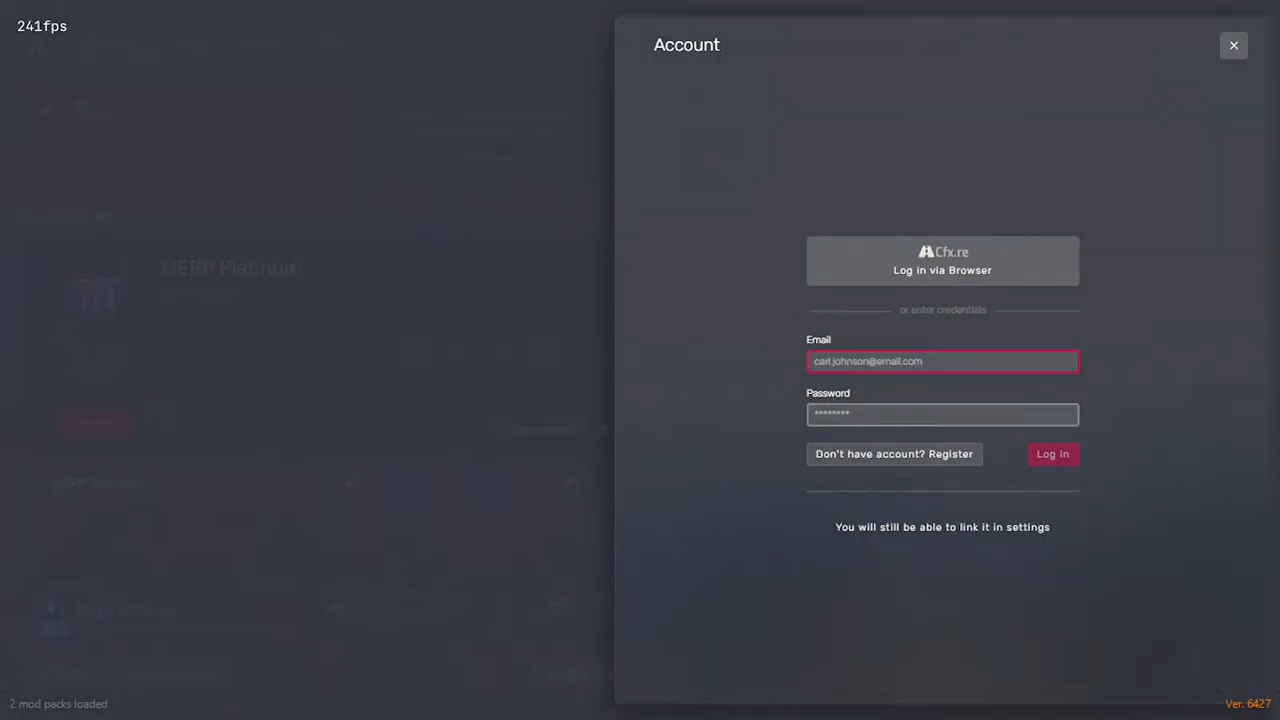 241fps
Account
Cfx.re
Log in via Browser
or enter credentials
Email
carl.johnson@email.com
Password
********
Don't have account? Register
Log In
You will still be able to link it in settings
NERP Platinum
2 mod packs loaded
Ver. 6427